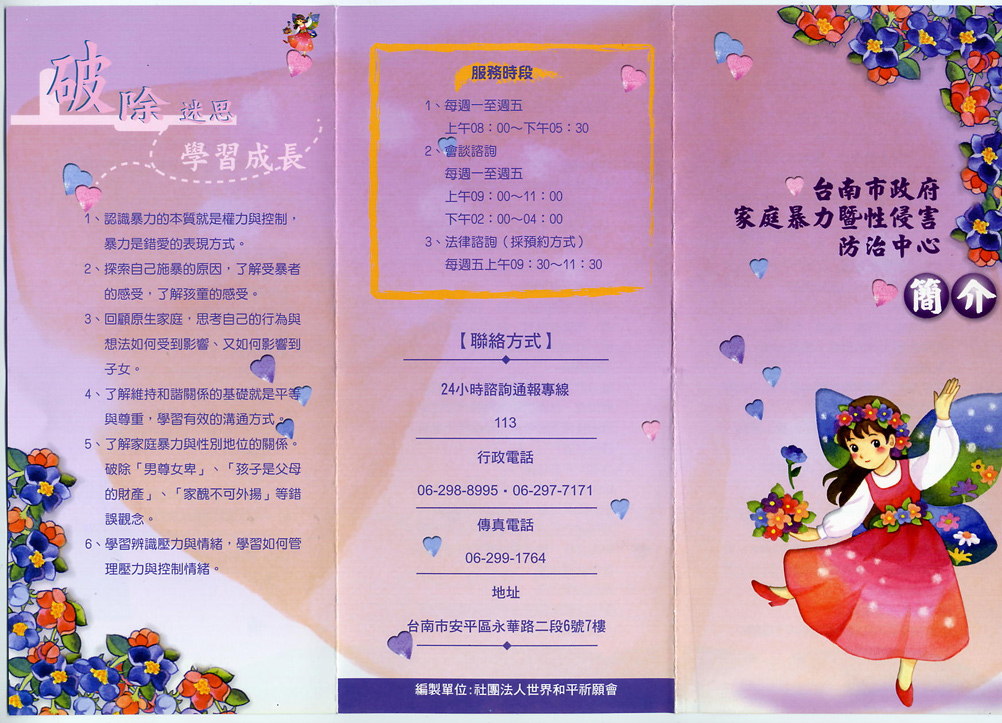 破除迷思
學習成長
1、認識暴力的本質就是權力與控制，
暴力是錯愛的表現方式。
2、探索自己施暴的原因，了解受暴者
的感受，了解孩童的感受。
3、回顧原生家庭，思考自己的行為與
想法如何受到影響、又如何影響到
子女。
4、了解維持和諧關係的基礎就是平等
與尊重，學習有效的溝通方式。
5、了解家庭暴力與性別地位的關係。
破除「男尊女卑」、「孩子是父母
的財產」、「家醜不可外揚」等錯
誤觀念。
6、學習辨識壓力與情緒，學習如何管
理壓力與控制情緒。
服務時段
1、每週一至週五
上午08：00～下午05：30
2、會談諮詢
每週一至週五
上午09：00～11：00
下午02：00～04：00
3、法律諮詢（採預約方式）
每週五上午09：30～11：30
【聯絡方式】
24小時諮詢通報專線
113
行政電話
06-298-8995・06-297-7171
傳真電話
06-299-1764
地址
台南市安平區永華路二段6號7樓
編製單位:社團法人世界和平祈願會
台南市政府
家庭暴力暨性侵害
防治中心
簡介